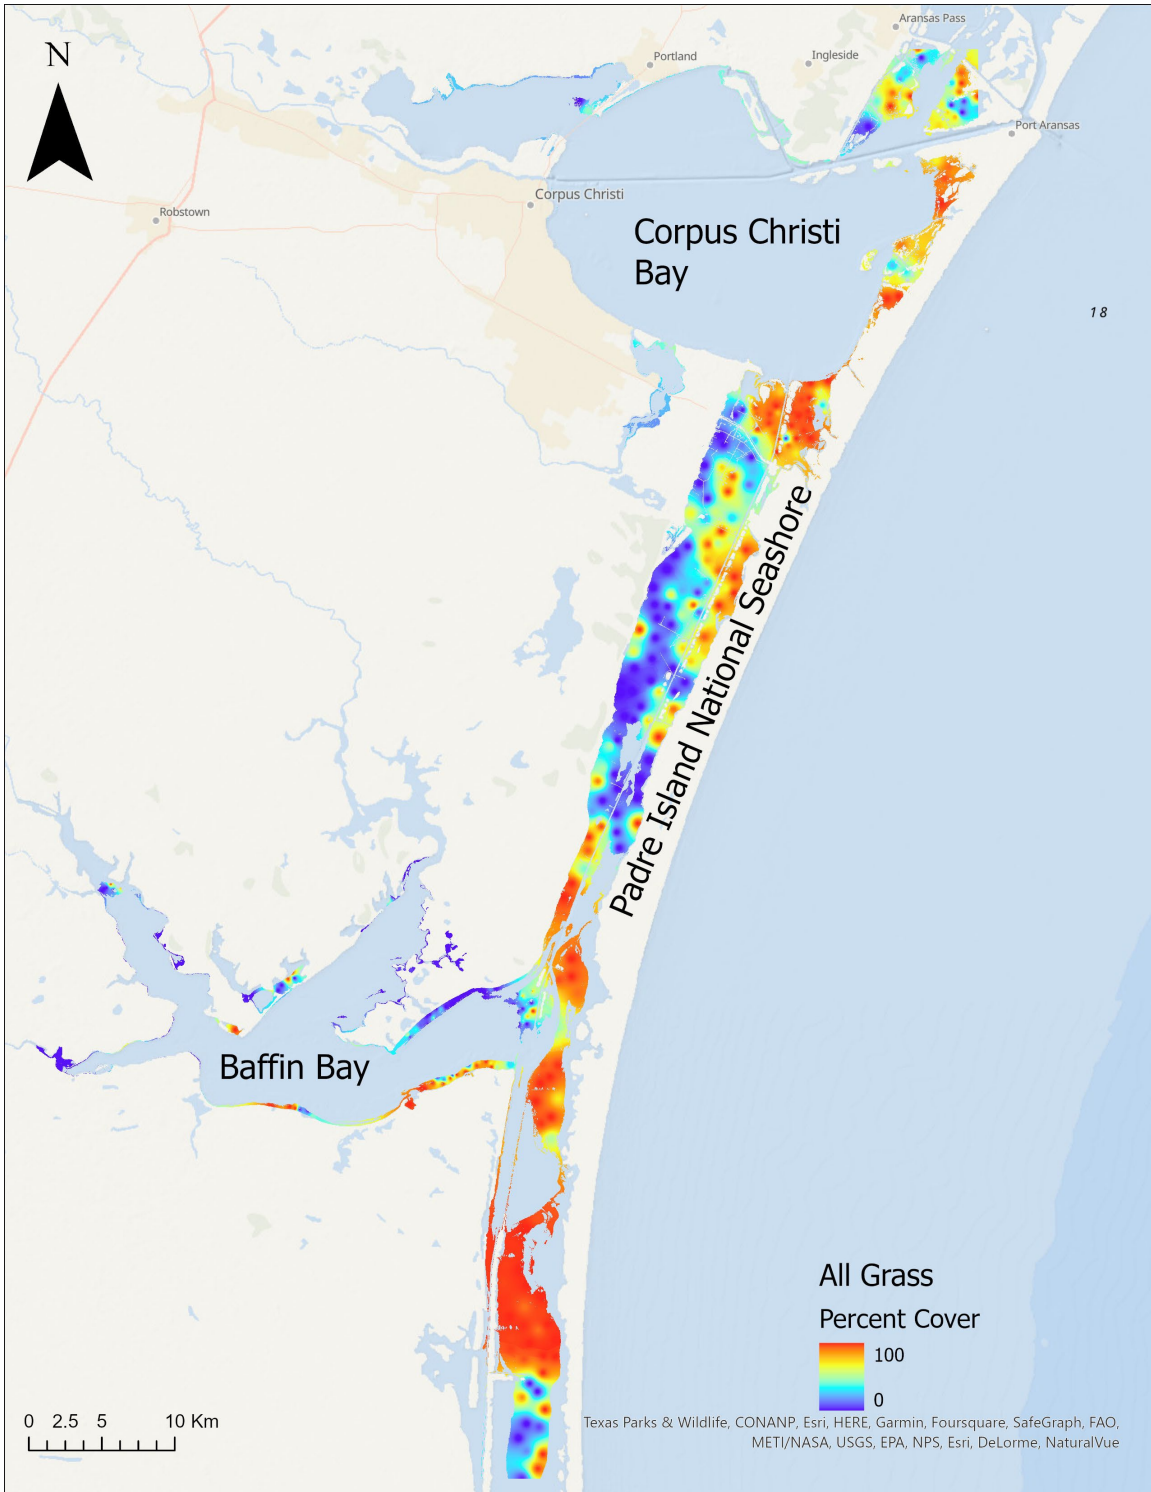 Aransas Pass
N
Portland
Ingleside
Port Aransas
Corpus Christi
Robstown
Corpus Christi
Bay
18
Padre Island National Seashore
Baffin Bay
All Grass
Percent Cover
100
0
0 2.5 5 10 Km
Texas Parks & Wildlife, CONANP, Esri, HERE, Garmin, Foursquare, SafeGraph, FAO,
METI/NASA, USGS, EPA, NPS, Esri, DeLorme, NaturalVue